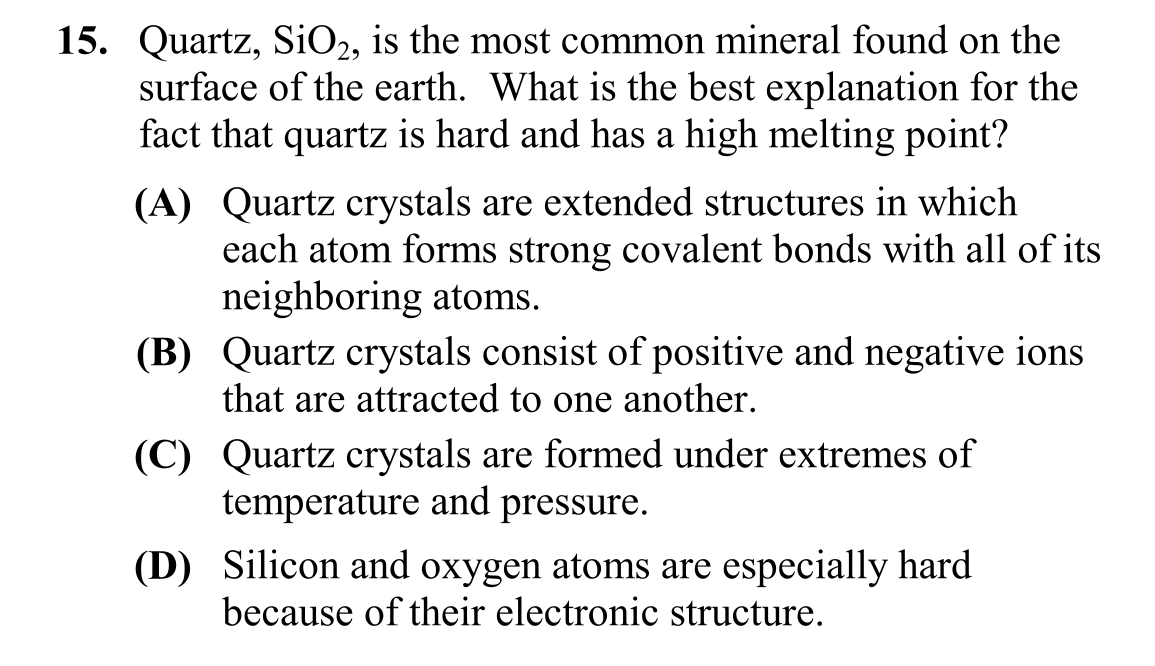 15. Quartz, SiO₂, is the most common mineral found on the
surface of the earth. What is the best explanation for the
fact that quartz is hard and has a high melting point?
(A) Quartz crystals are extended structures in which
each atom forms strong covalent bonds with all of its
neighboring atoms.
(B) Quartz crystals consist of positive and negative ions
that are attracted to one another.
(C) Quartz crystals are formed under extremes of
temperature and pressure.
(D) Silicon and oxygen atoms are especially hard
because of their electronic structure.